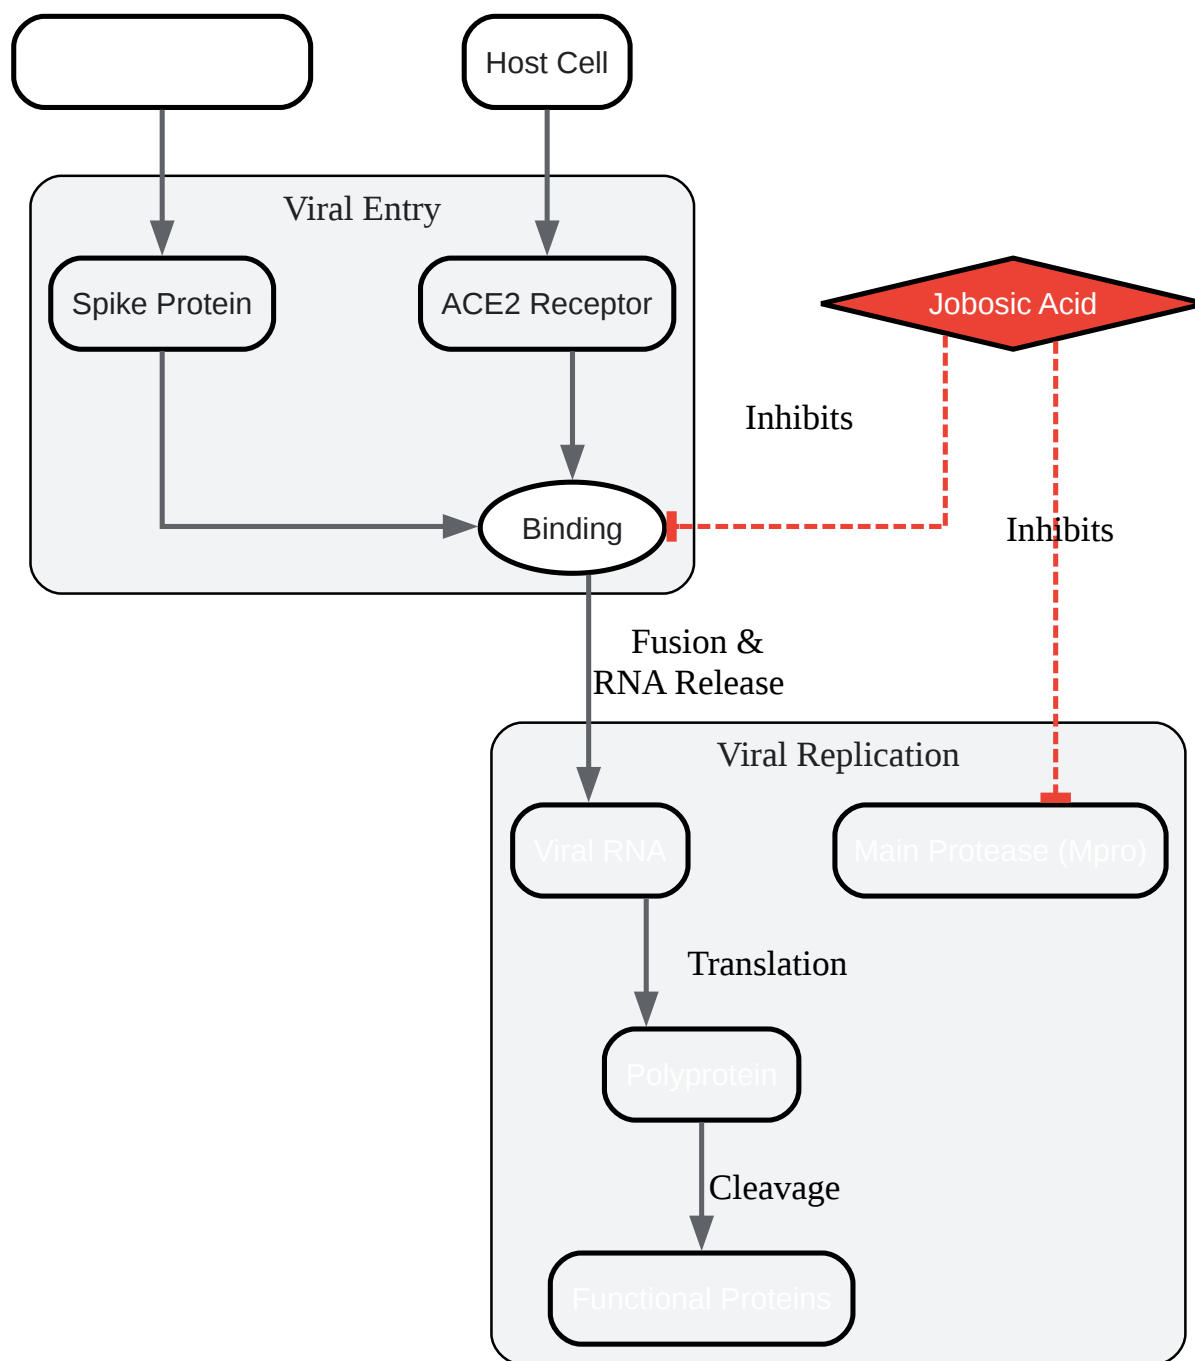 Host Cell
Viral Entry
Spike Protein
ACE2 Receptor
Jobosic Acid
Inhibits
Binding
Inhibits
Fusion &
RNA Release
Viral Replication
Viral RNA
Main Protease (Mpro)
Translation
Polyprotein
Cleavage
Functional Proteins